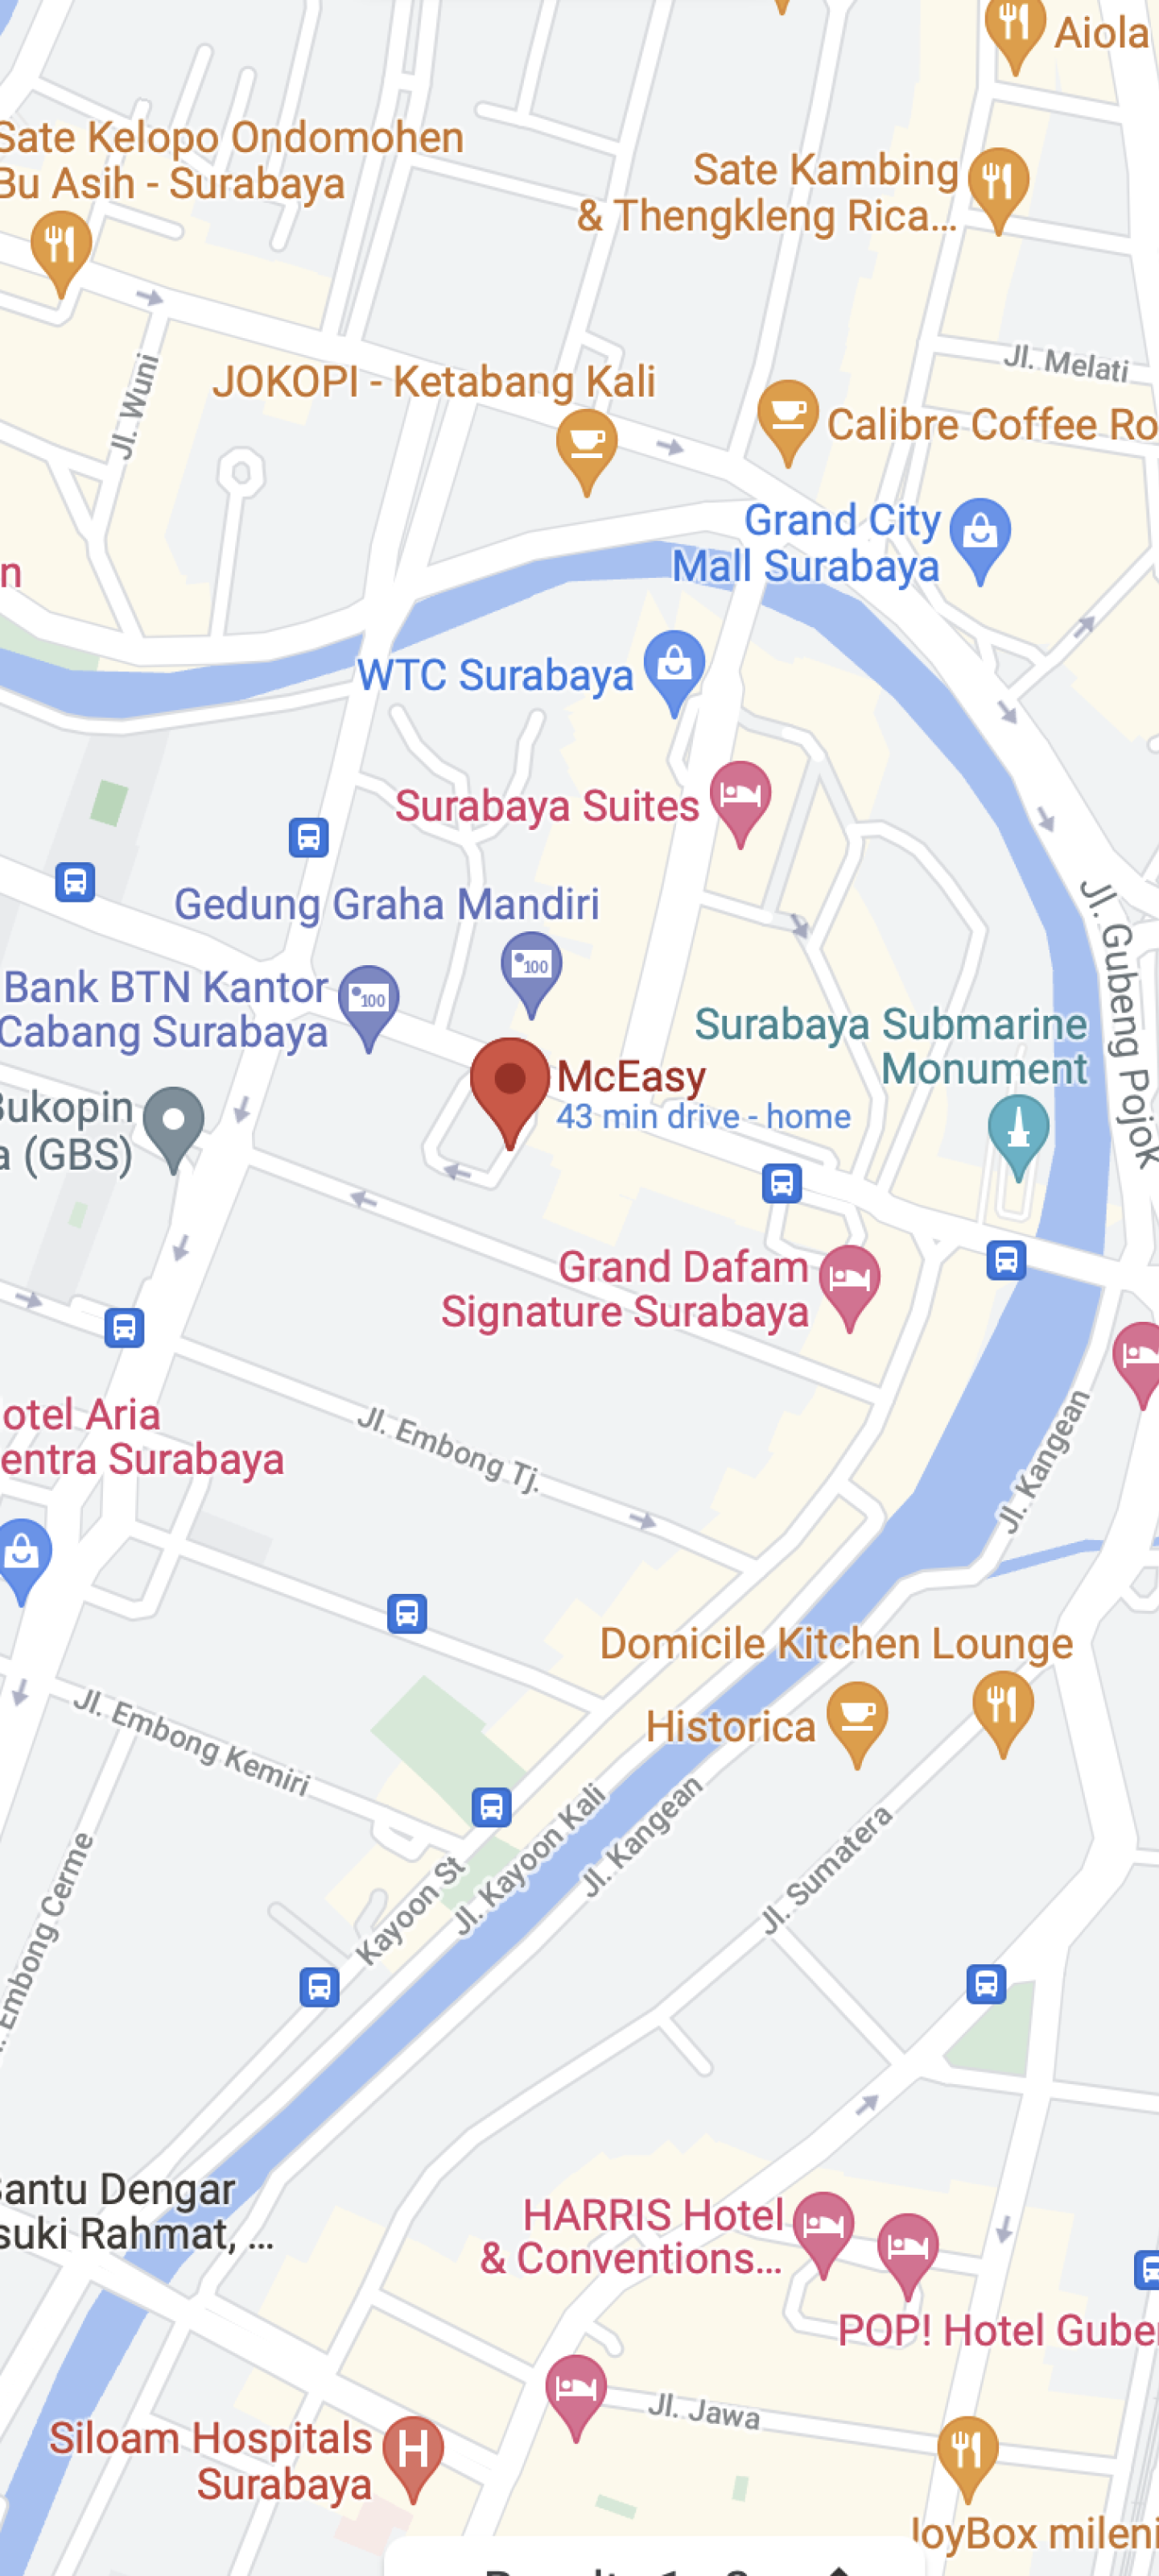 Aiola
Sate Kelopo Ondomohen
Bu Asih - Surabaya
Sate Kambing
& Thengkleng Rica...
Jl. Melati
Jl. Wuni
JOKOPI - Ketabang Kali
Calibre Coffee Ro
Grand City
Mall Surabaya
n
WTC Surabaya
Surabaya Suites
Gedung Graha Mandiri
100
Bank BTN Kantor
Cabang Surabaya
100
Jl. Gubeng Pojok
Surabaya Submarine
Monument
McEasy
43 min drive - home
Bukopin
a (GBS)
Grand Dafam
Signature Surabaya
otel Aria
entra Surabaya
Jl. Embong Tj.
Jl. Kangean
Domicile Kitchen Lounge
Historica
Jl. Embong Kemiri
Jl. Kayoon Kali
Jl. Kangean
Kayoon St
Jl. Sumatera
. Embong Cerme
Bantu Dengar
suki Rahmat, ...
HARRIS Hotel
& Conventions...
POP! Hotel Gube
Jl. Jawa
Siloam Hospitals
Surabaya
H
JoyBox mileni